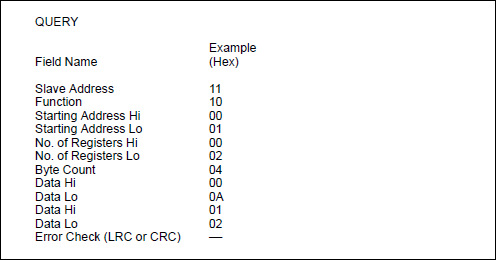 QUERY
Example
Field Name (Hex)
Slave Address 11
Function 10
Starting Address Hi 00
Starting Address Lo 01
No. of Registers Hi 00
No. of Registers Lo 02
Byte Count 04
Data Hi 00
Data Lo 0A
Data Hi 01
Data Lo 02
Error Check (LRC or CRC) —